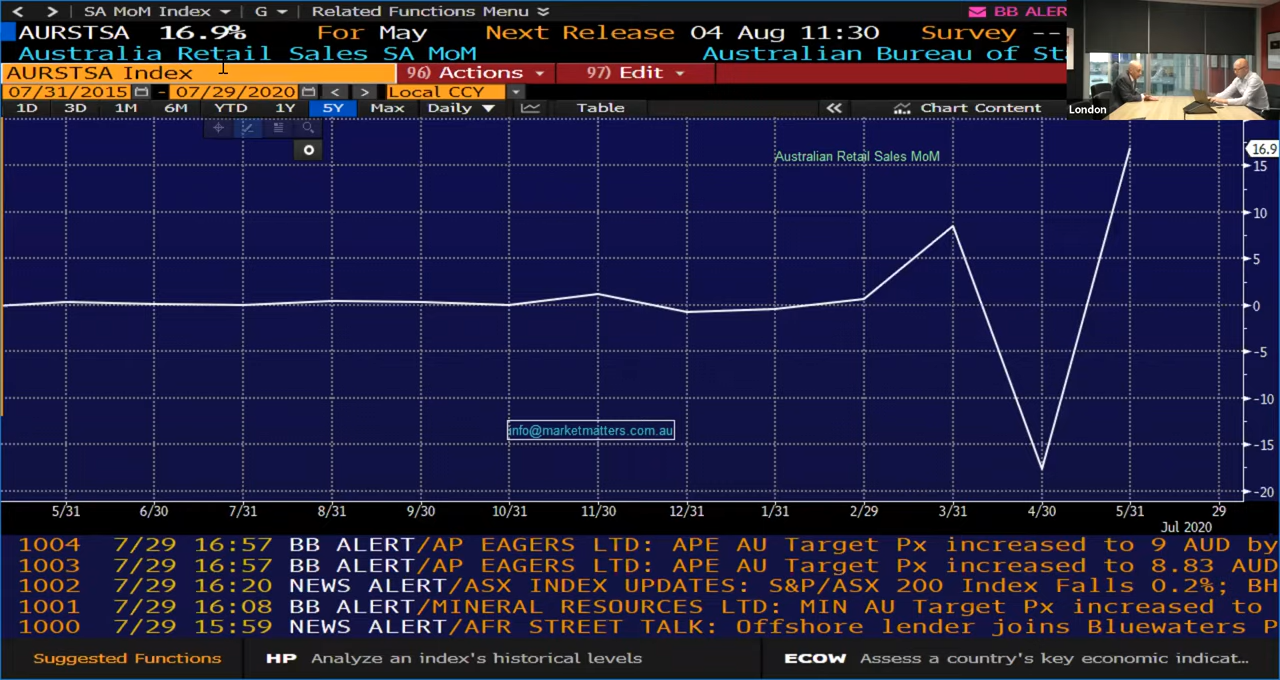 < > SA MoM Index G Related Functions Menu BB ALER
AURSTSA 16.9% For May Next Release 04 Aug 11:30 Survey --
Australia Retail Sales SA MoM Australian Bureau of St
AURSTSA Index 96) Actions 97) Edit
07/31/2015 - 07/29/2020 < > Local CCY
1D 3D 1M 6M YTD 1Y 5Y Max Daily Table « Chart Content
London
Australian Retail Sales MoM
16.9
15
10
5
0
-5
-10
-15
-20
info@marketmatters.com.au
5/31 6/30 7/31 8/31 9/30 10/31 11/30 12/31 1/31 2/29 3/31 4/30 5/31 29
Jul 2020
1004 7/29 16:57 BB ALERT/AP EAGERS LTD: APE AU Target Px increased to 9 AUD by
1003 7/29 16:57 BB ALERT/AP EAGERS LTD: APE AU Target Px increased to 8.83 AUD
1002 7/29 16:20 NEWS ALERT/ASX INDEX UPDATES: S&P/ASX 200 Index Falls 0.2%; BH
1001 7/29 16:08 BB ALERT/MINERAL RESOURCES LTD: MIN AU Target Px increased to
1000 7/29 15:59 NEWS ALERT/AFR STREET TALK: Offshore lender joins Bluewaters P
Suggested Functions HP Analyze an index's historical levels ECOW Assess a country's key economic indicat...